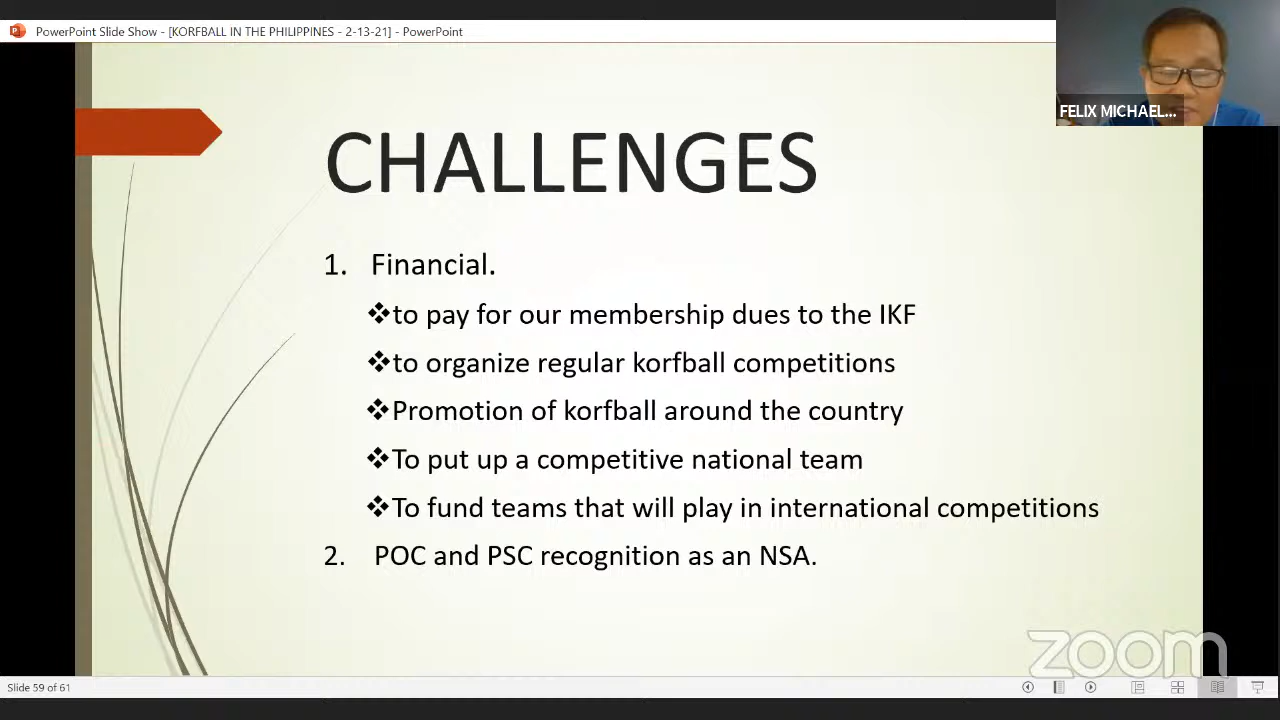 PowerPoint Slide Show - [KORFBALL IN THE PHILIPPINES - 2-13-21] - PowerPoint
FELIX MICHAEL...
CHALLENGES
1. Financial.
❖to pay for our membership dues to the IKF
❖to organize regular korfball competitions
❖Promotion of korfball around the country
❖To put up a competitive national team
❖To fund teams that will play in international competitions
2. POC and PSC recognition as an NSA.
zoom
Slide 59 of 61